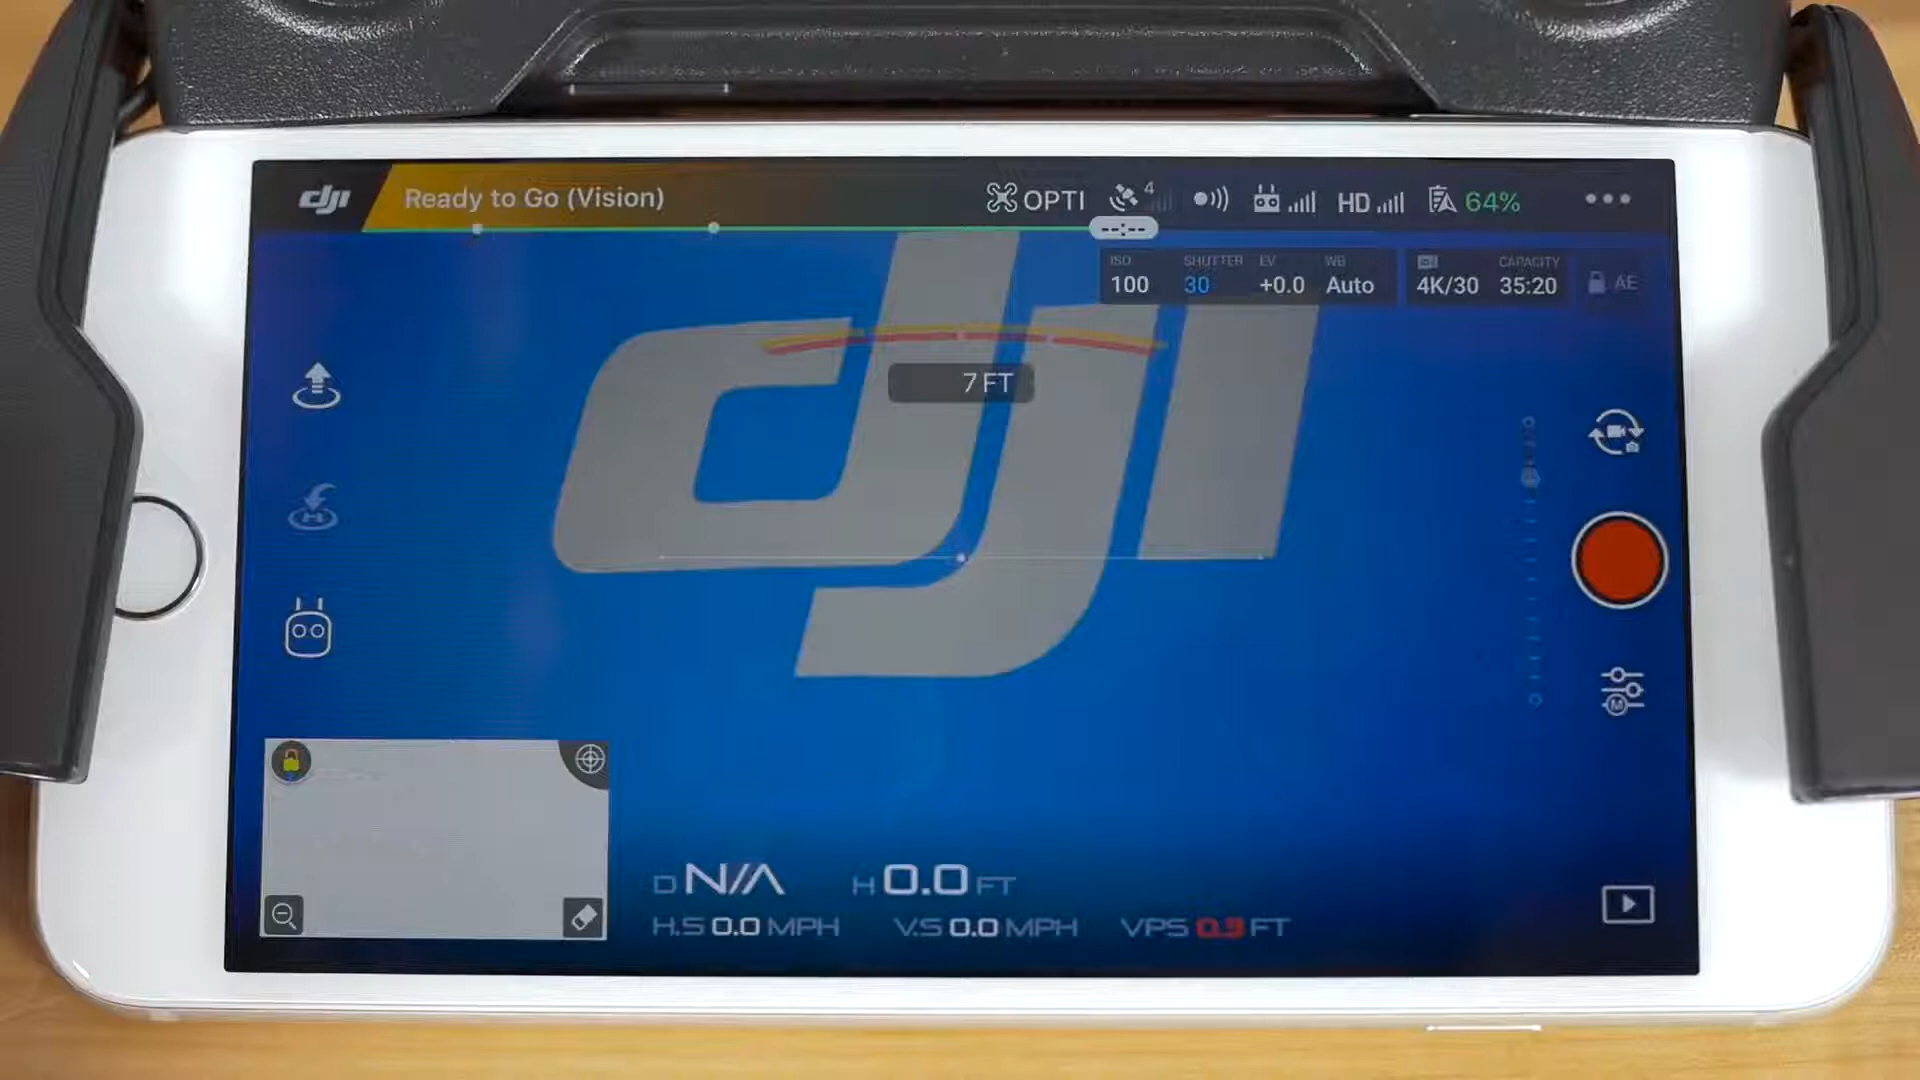 dji
Ready to Go (Vision)
OPTI
4
HD
64%
ISO
100
SHUTTER
30
EV
+0.0
WB
Auto
4K/30
CAPACITY
35:20
AE
dji
7 FT
H
M
D N/A
H 0.0 FT
H.S 0.0 MPH
V.S 0.0 MPH
VPS 0.9 FT